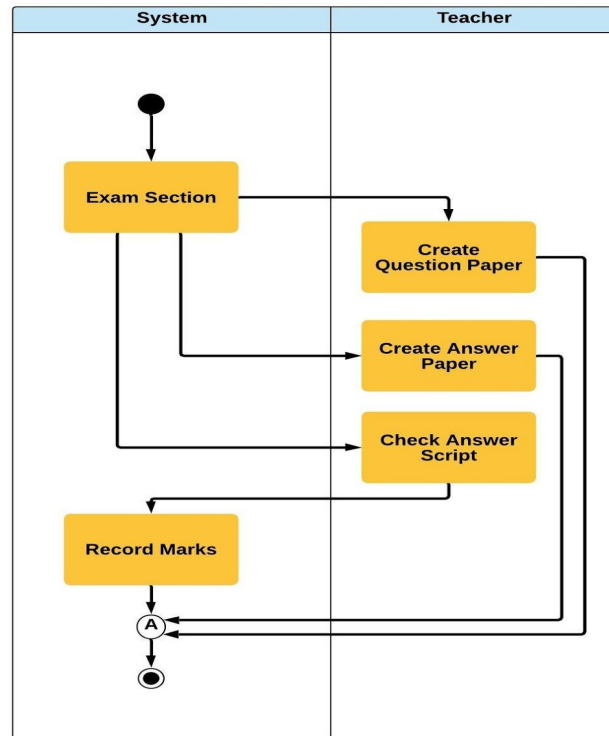 System
Teacher
Exam Section
Create
Question Paper
Create Answer
Paper
Check Answer
Script
Record Marks
A